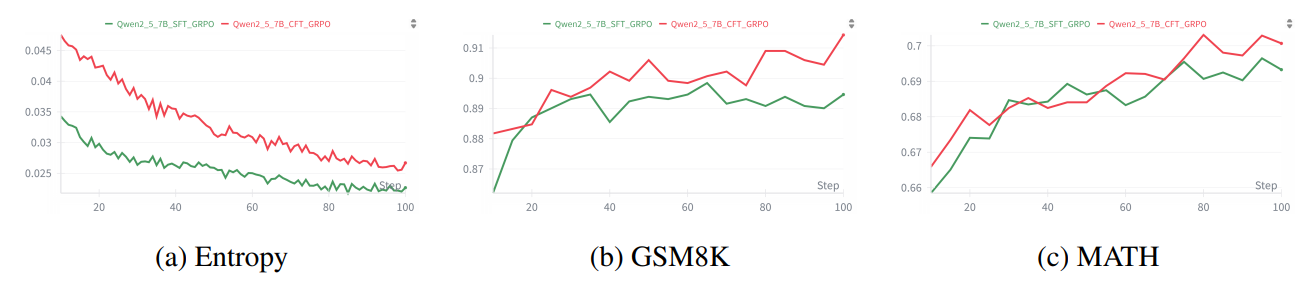 Qwen2_5_7B_SFT_GRPO Qwen2_5_7B_CFT_GRPO
0.045
0.04
0.035
0.03
0.025
Step
20 40 60 80 100
(a) Entropy
Qwen2_5_7B_SFT_GRPO Qwen2_5_7B_CFT_GRPO
0.91
0.9
0.89
0.88
0.87
Step
20 40 60 80 100
(b) GSM8K
Qwen2_5_7B_SFT_GRPO Qwen2_5_7B_CFT_GRPO
0.7
0.69
0.68
0.67
0.66
Step
20 40 60 80 100
(c) MATH